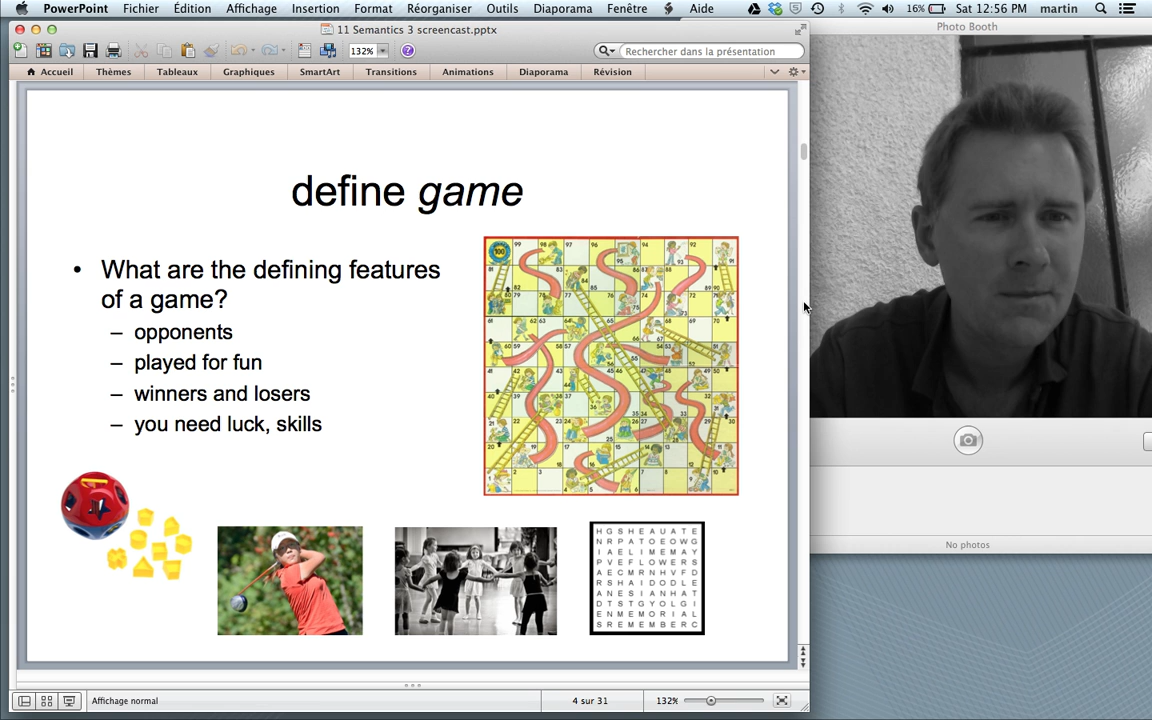 PowerPoint Fichier Édition Affichage Insertion Format Réorganiser Outils Diaporama Fenêtre Aide 16% Sat 12:56 PM martin
11 Semantics 3 screencast.pptx
Photo Booth
132% Rechercher dans la présentation
Accueil Thèmes Tableaux Graphiques SmartArt Transitions Animations Diaporama Révision
define game
• What are the defining features
of a game?
– opponents
– played for fun
– winners and losers
– you need luck, skills
H G S H E A U A T E
N R P A T O E O W G
I A E L I M E M A Y
P V E F L O W E R S
A E C M R N H V F D
R S H A I D O D L E
A N E S I A N H A T
D T S T G Y O L G I
E N M E M O R I A L
S R E M E M B E R C
No photos
Affichage normal 4 sur 31 132%